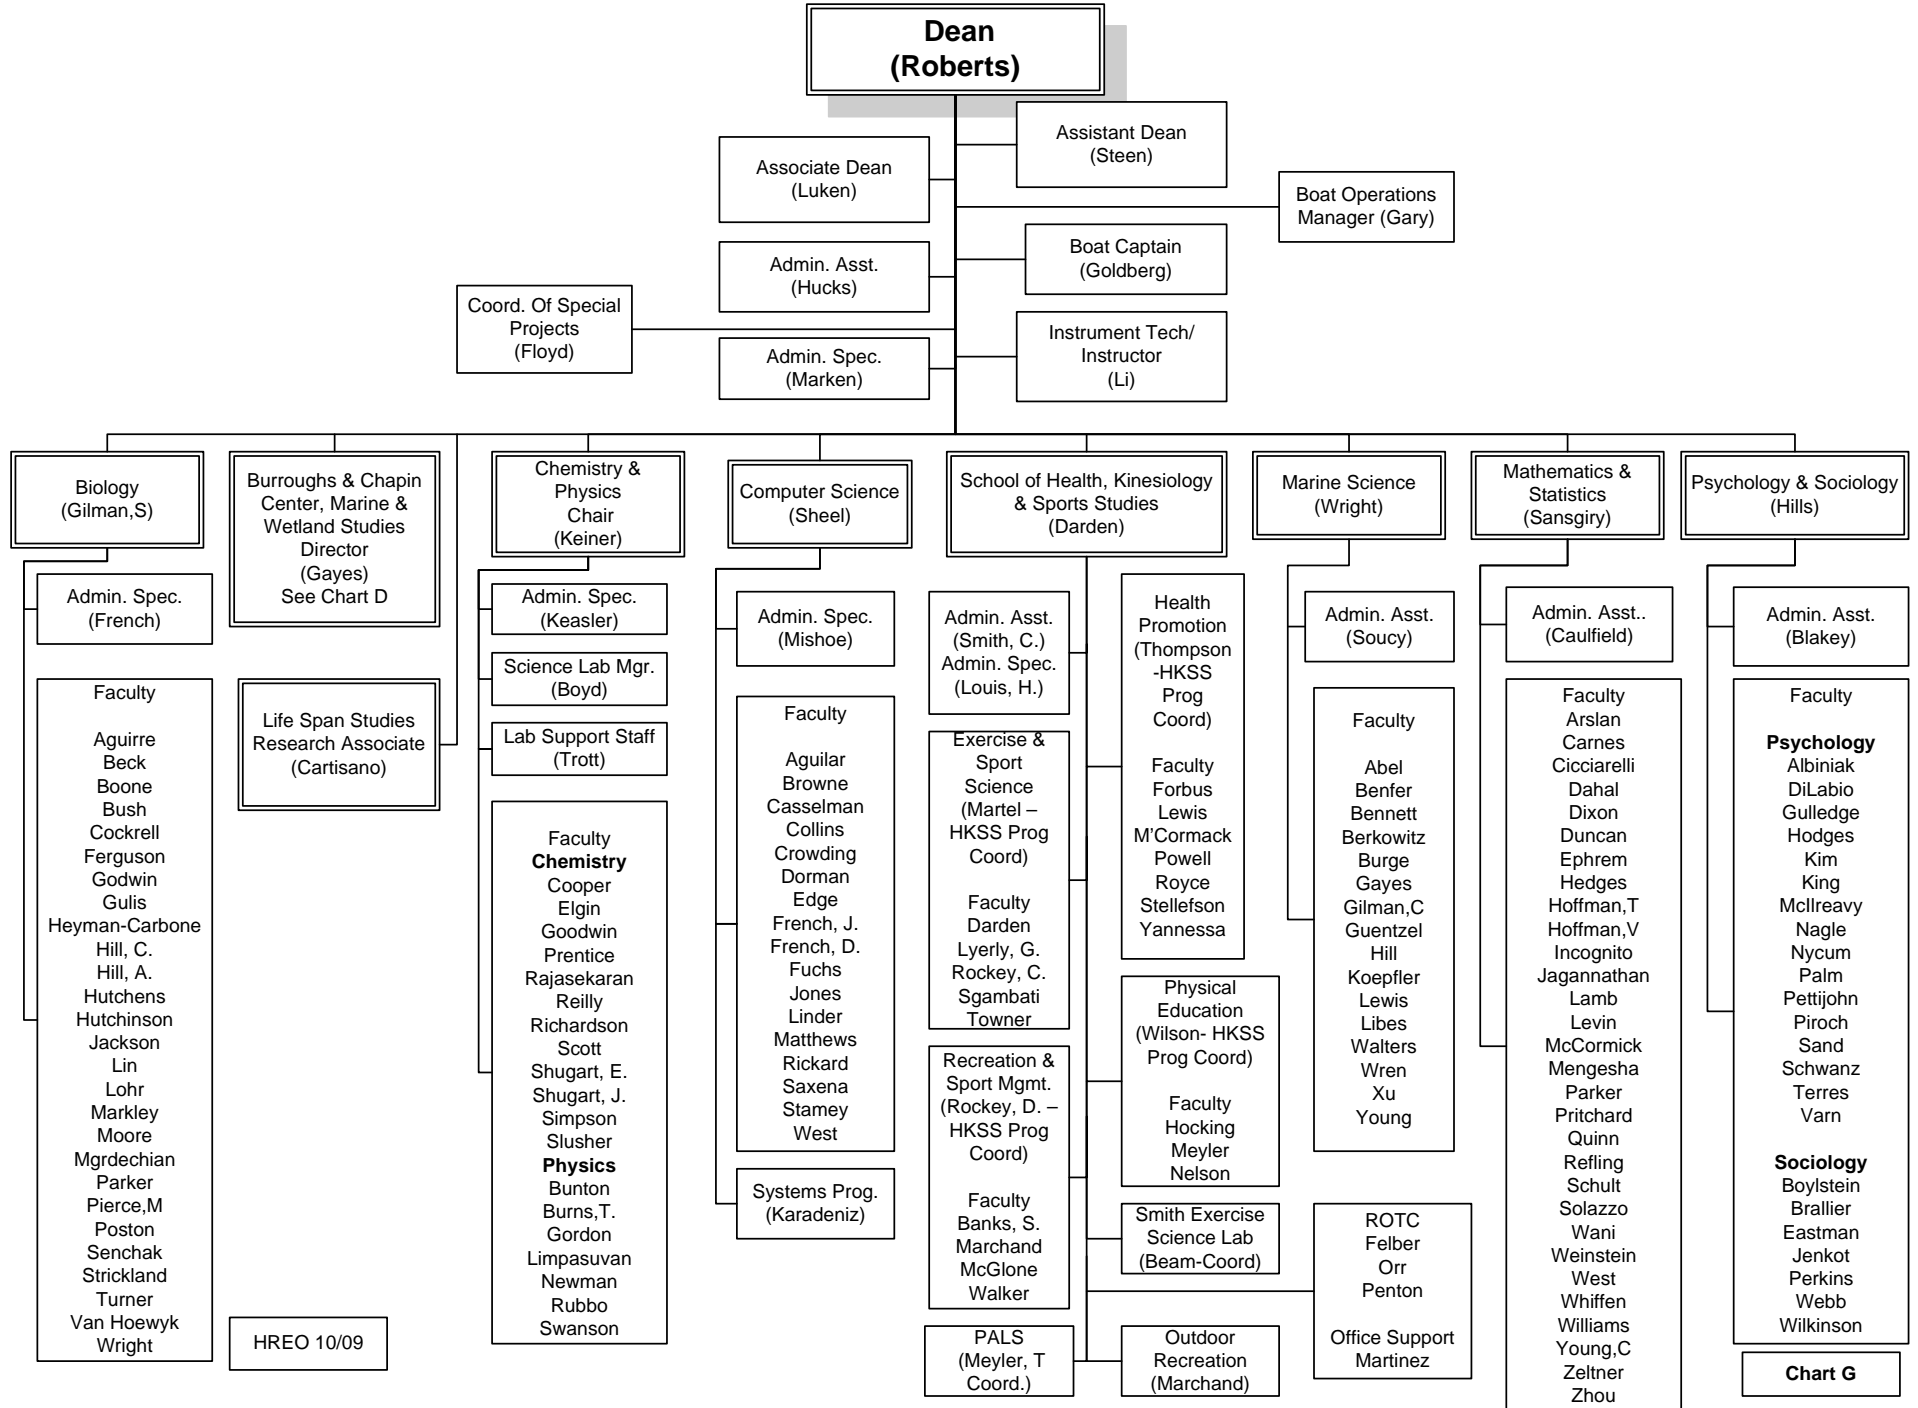 Dean
(Roberts)
Assistant Dean
(Steen)
Associate Dean
(Luken)
Boat Operations
Manager (Gary)
Boat Captain
(Goldberg)
Admin. Asst.
(Hucks)
Coord. Of Special
Projects
(Floyd)
Instrument Tech/
Instructor
(Li)
Admin. Spec.
(Marken)
Biology
(Gilman,S)
Admin. Spec.
(French)
Faculty
Aguirre
Beck
Boone
Bush
Cockrell
Ferguson
Godwin
Gulis
Heyman-Carbone
Hill, C.
Hill, A.
Hutchens
Hutchinson
Jackson
Lin
Lohr
Markley
Moore
Mgrdechian
Parker
Pierce,M
Poston
Senchak
Strickland
Turner
Van Hoewyk
Wright
Burroughs & Chapin
Center, Marine &
Wetland Studies
Director
(Gayes)
See Chart D
Life Span Studies
Research Associate
(Cartisano)
HREO 10/09
Chemistry &
Physics
Chair
(Keiner)
Admin. Spec.
(Keasler)
Science Lab Mgr.
(Boyd)
Lab Support Staff
(Trott)
Faculty
Chemistry
Cooper
Elgin
Goodwin
Prentice
Rajasekaran
Reilly
Richardson
Scott
Shugart, E.
Shugart, J.
Simpson
Slusher
Physics
Bunton
Burns,T.
Gordon
Limpasuvan
Newman
Rubbo
Swanson
Computer Science
(Sheel)
Admin. Spec.
(Mishoe)
Faculty
Aguilar
Browne
Casselman
Collins
Crowding
Dorman
Edge
French, J.
French, D.
Fuchs
Jones
Linder
Matthews
Rickard
Saxena
Stamey
West
Systems Prog.
(Karadeniz)
School of Health, Kinesiology
& Sports Studies
(Darden)
Admin. Asst.
(Smith, C.)
Admin. Spec.
(Louis, H.)
Exercise &
Sport
Science
(Martel –
HKSS Prog
Coord)
Faculty
Darden
Lyerly, G.
Rockey, C.
Sgambati
Towner
Recreation &
Sport Mgmt.
(Rockey, D. –
HKSS Prog
Coord)
Faculty
Banks, S.
Marchand
McGlone
Walker
PALS
(Meyler, T
Coord.)
Health
Promotion
(Thompson
-HKSS
Prog
Coord)
Faculty
Forbus
Lewis
M’Cormack
Powell
Royce
Stellefson
Yannessa
Physical
Education
(Wilson- HKSS
Prog Coord)
Faculty
Hocking
Meyler
Nelson
Smith Exercise
Science Lab
(Beam-Coord)
Outdoor
Recreation
(Marchand)
ROTC
Felber
Orr
Penton
Office Support
Martinez
Marine Science
(Wright)
Admin. Asst.
(Soucy)
Faculty
Abel
Benfer
Bennett
Berkowitz
Burge
Gayes
Gilman,C
Guentzel
Hill
Koepfler
Lewis
Libes
Walters
Wren
Xu
Young
Mathematics &
Statistics
(Sansgiry)
Admin. Asst..
(Caulfield)
Faculty
Arslan
Carnes
Cicciarelli
Dahal
Dixon
Duncan
Ephrem
Hedges
Hoffman,T
Hoffman,V
Incognito
Jagannathan
Lamb
Levin
McCormick
Mengesha
Parker
Pritchard
Quinn
Refling
Schult
Solazzo
Wani
Weinstein
West
Whiffen
Williams
Young,C
Zeltner
Zhou
Psychology & Sociology
(Hills)
Admin. Asst.
(Blakey)
Faculty
Psychology
Albiniak
DiLabio
Gulledge
Hodges
Kim
King
McIlreavy
Nagle
Nycum
Palm
Pettijohn
Piroch
Sand
Schwanz
Terres
Varn
Sociology
Boylstein
Brallier
Eastman
Jenkot
Perkins
Webb
Wilkinson
Chart G